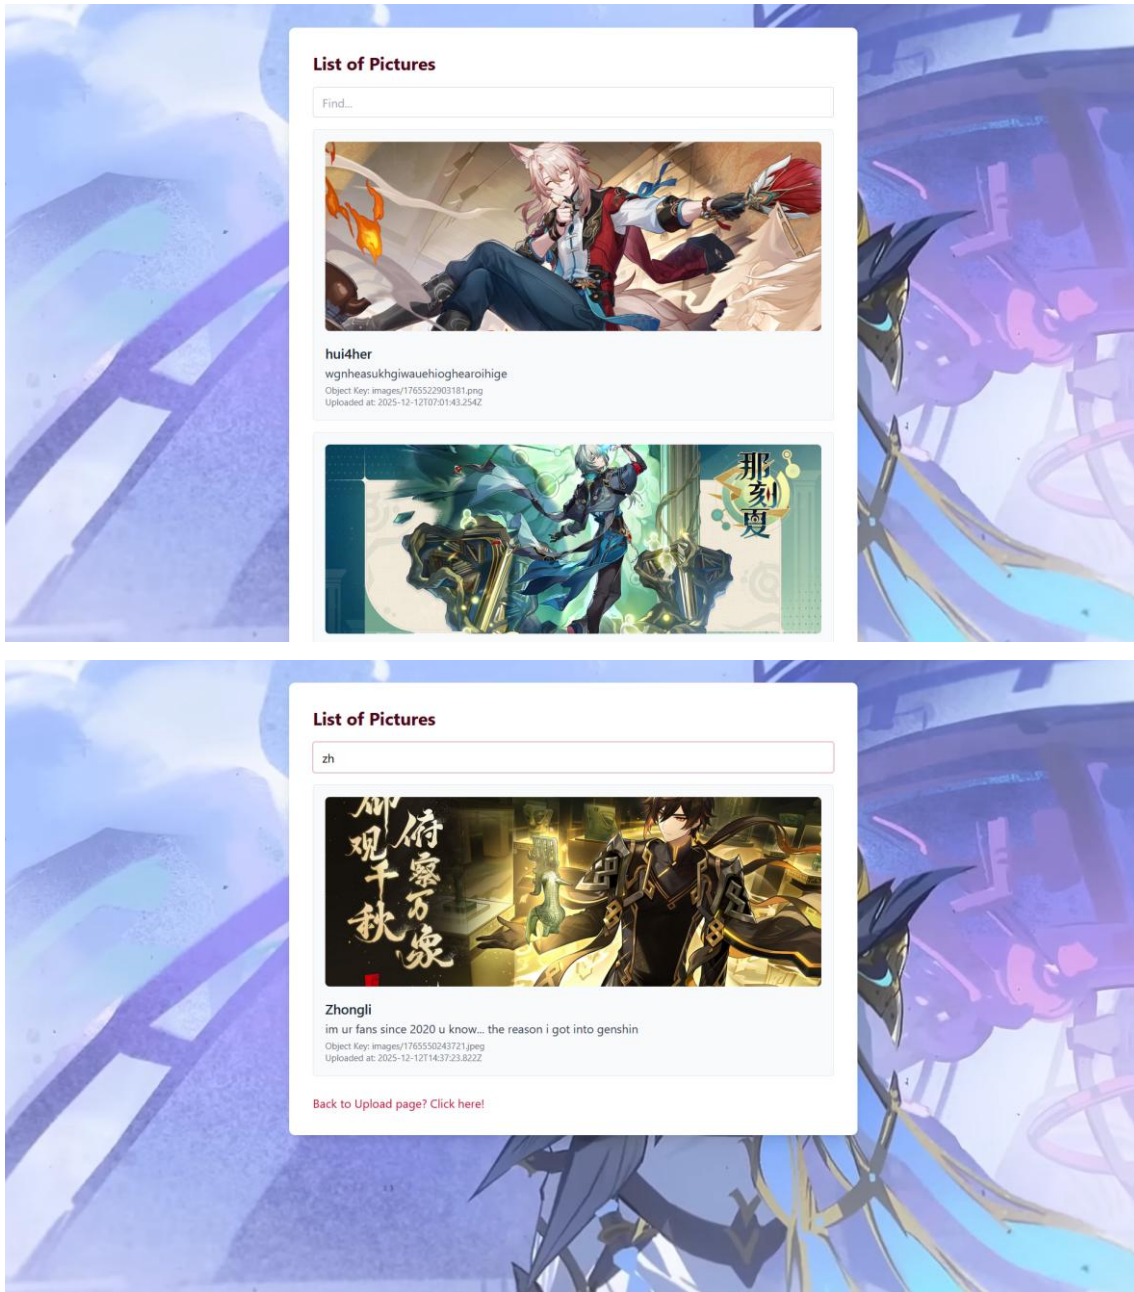 List of Pictures
Find...
hui4her
wgnheasukhgiwauehioghearoihige
Object Key: images/1765522903181.png
Uploaded at: 2025-12-12T07:01:43.254Z
那刻夏
List of Pictures
zh
俯察万象
仰观千秋
Zhongli
im ur fans since 2020 u know... the reason i got into genshin
Object Key: images/1765550243721.jpeg
Uploaded at: 2025-12-12T14:37:23.822Z
Back to Upload page? Click here!